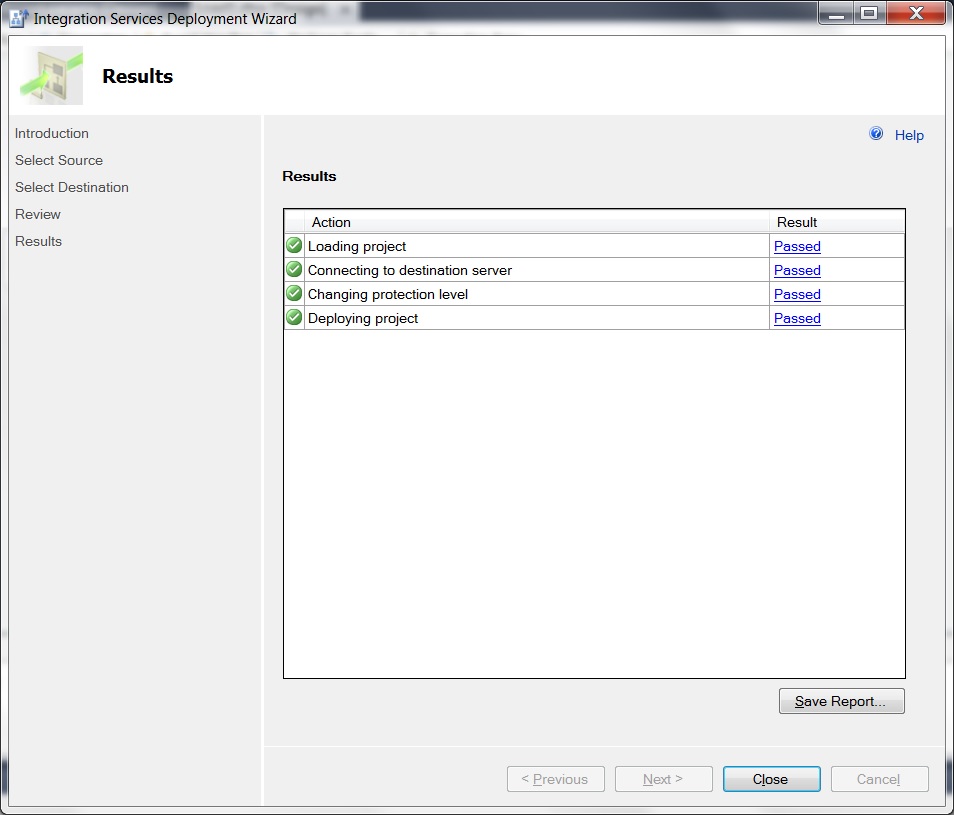 Integration Services Deployment Wizard
Results
Introduction
Select Source
Select Destination
Review
Results
Help
Results
Action Result
Loading project Passed
Connecting to destination server Passed
Changing protection level Passed
Deploying project Passed
Save Report...
< Previous Next > Close Cancel